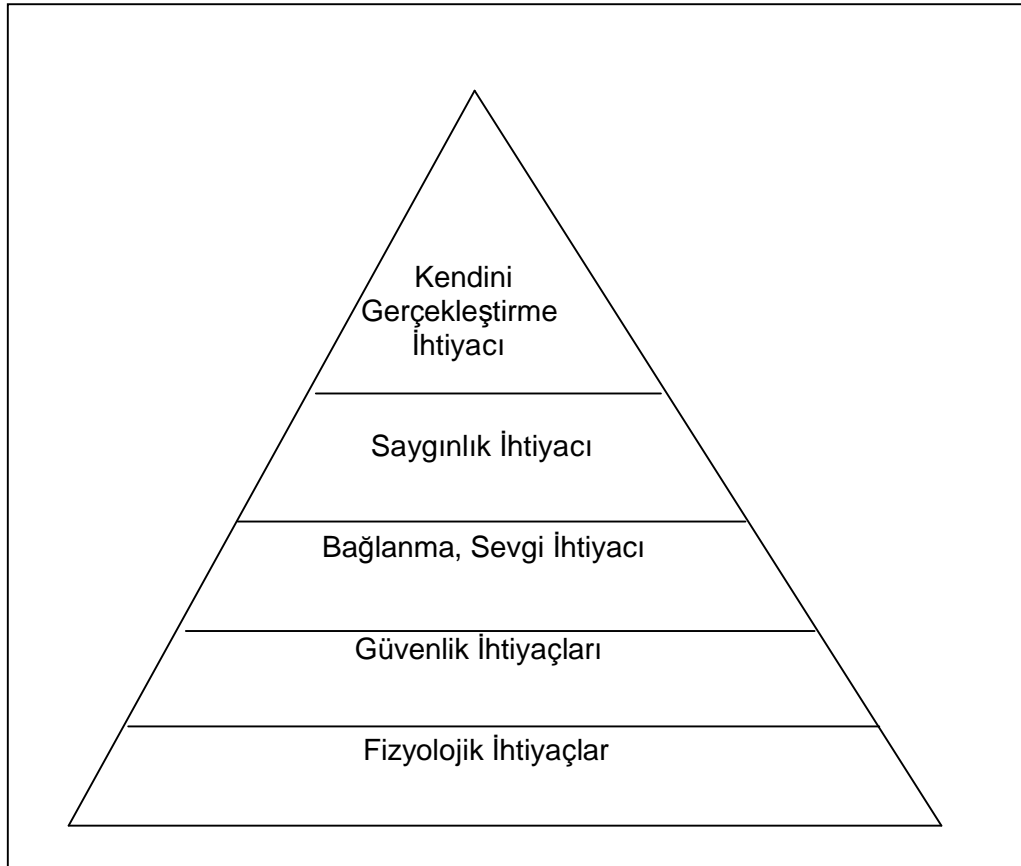 Kendini
Gerçekleştirme
İhtiyacı
Saygınlık İhtiyacı
Bağlanma, Sevgi İhtiyacı
Güvenlik İhtiyaçları
Fizyolojik İhtiyaçlar